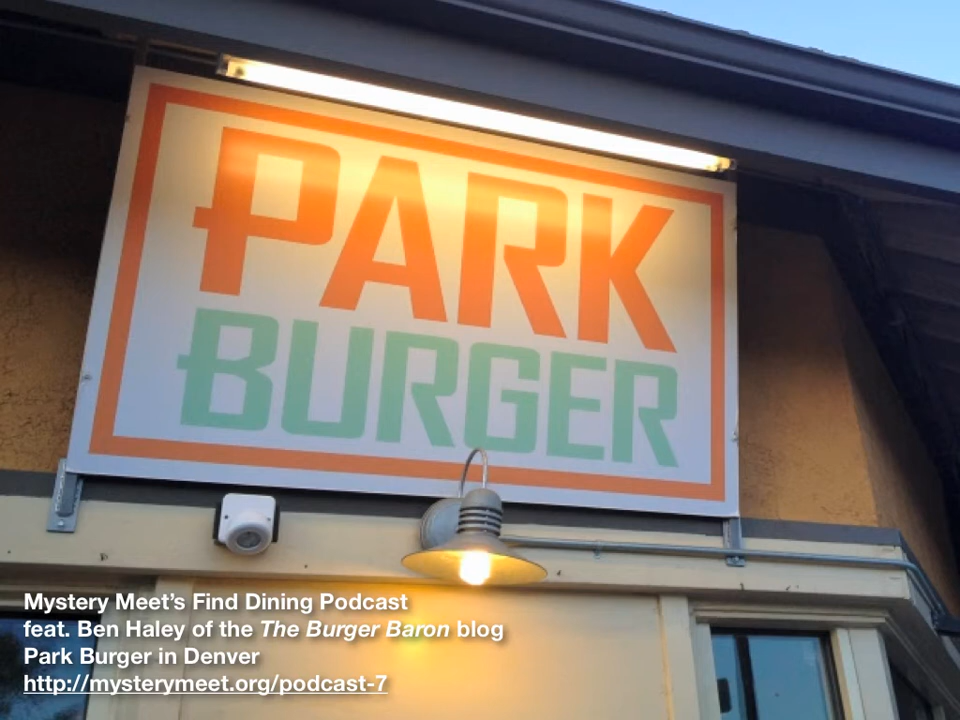 PARK
BURGER
Mystery Meet’s Find Dining Podcast
feat. Ben Haley of the The Burger Baron blog
Park Burger in Denver
http://mysterymeet.org/podcast-7